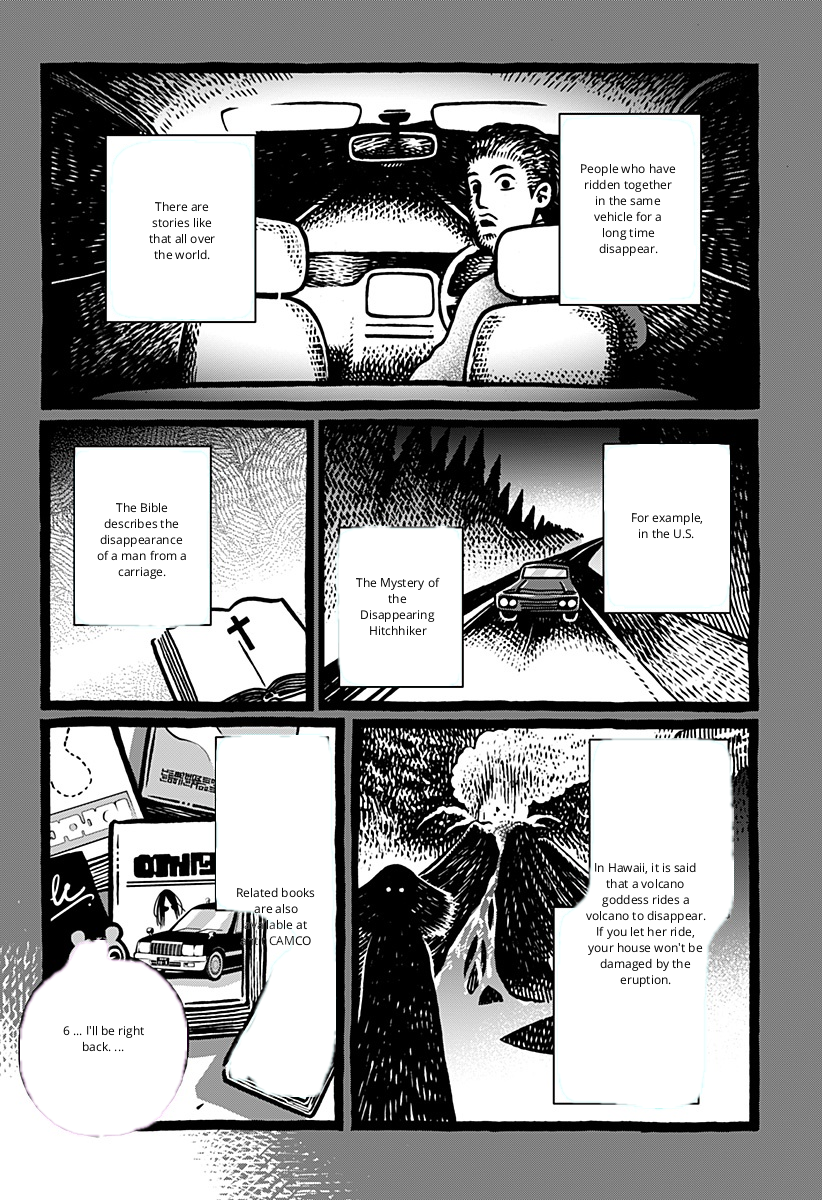 People who have
ridden together
in the same
vehicle for a
long time
disappear.
There are
stories like
that all over
the world.
For example,
in the U.S.
The Mystery of
the
Disappearing
Hitchhiker
The Bible
describes the
disappearance
of a man from a
carriage.
In Hawaii, it is said
that a volcano
goddess rides a
volcano to disappear.
If you let her ride,
your house won't be
damaged by the
eruption.
Related books
are also
available at
CAMCO
6 ... I'll be right
back. ...